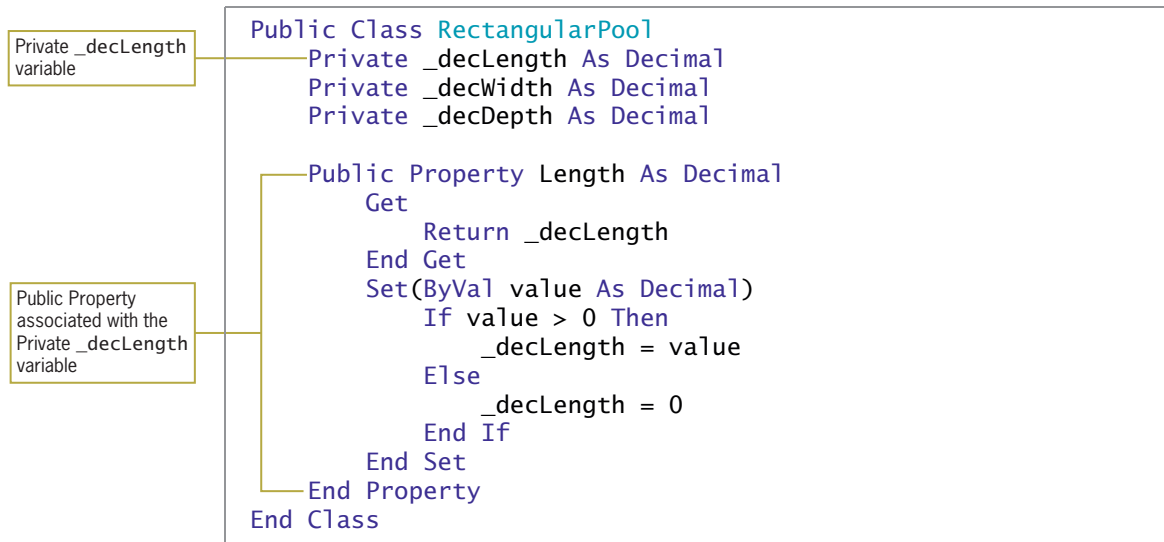 Public Class RectangularPool
Private _decLength
variable
Private _decLength As Decimal
Private _decWidth As Decimal
Private _decDepth As Decimal
Public Property Length As Decimal
Get
Return _decLength
End Get
Set(ByVal value As Decimal)
Public Property
associated with the
Private _decLength
variable
If value > 0 Then
_decLength = value
Else
_decLength = 0
End If
End Set
End Property
End Class